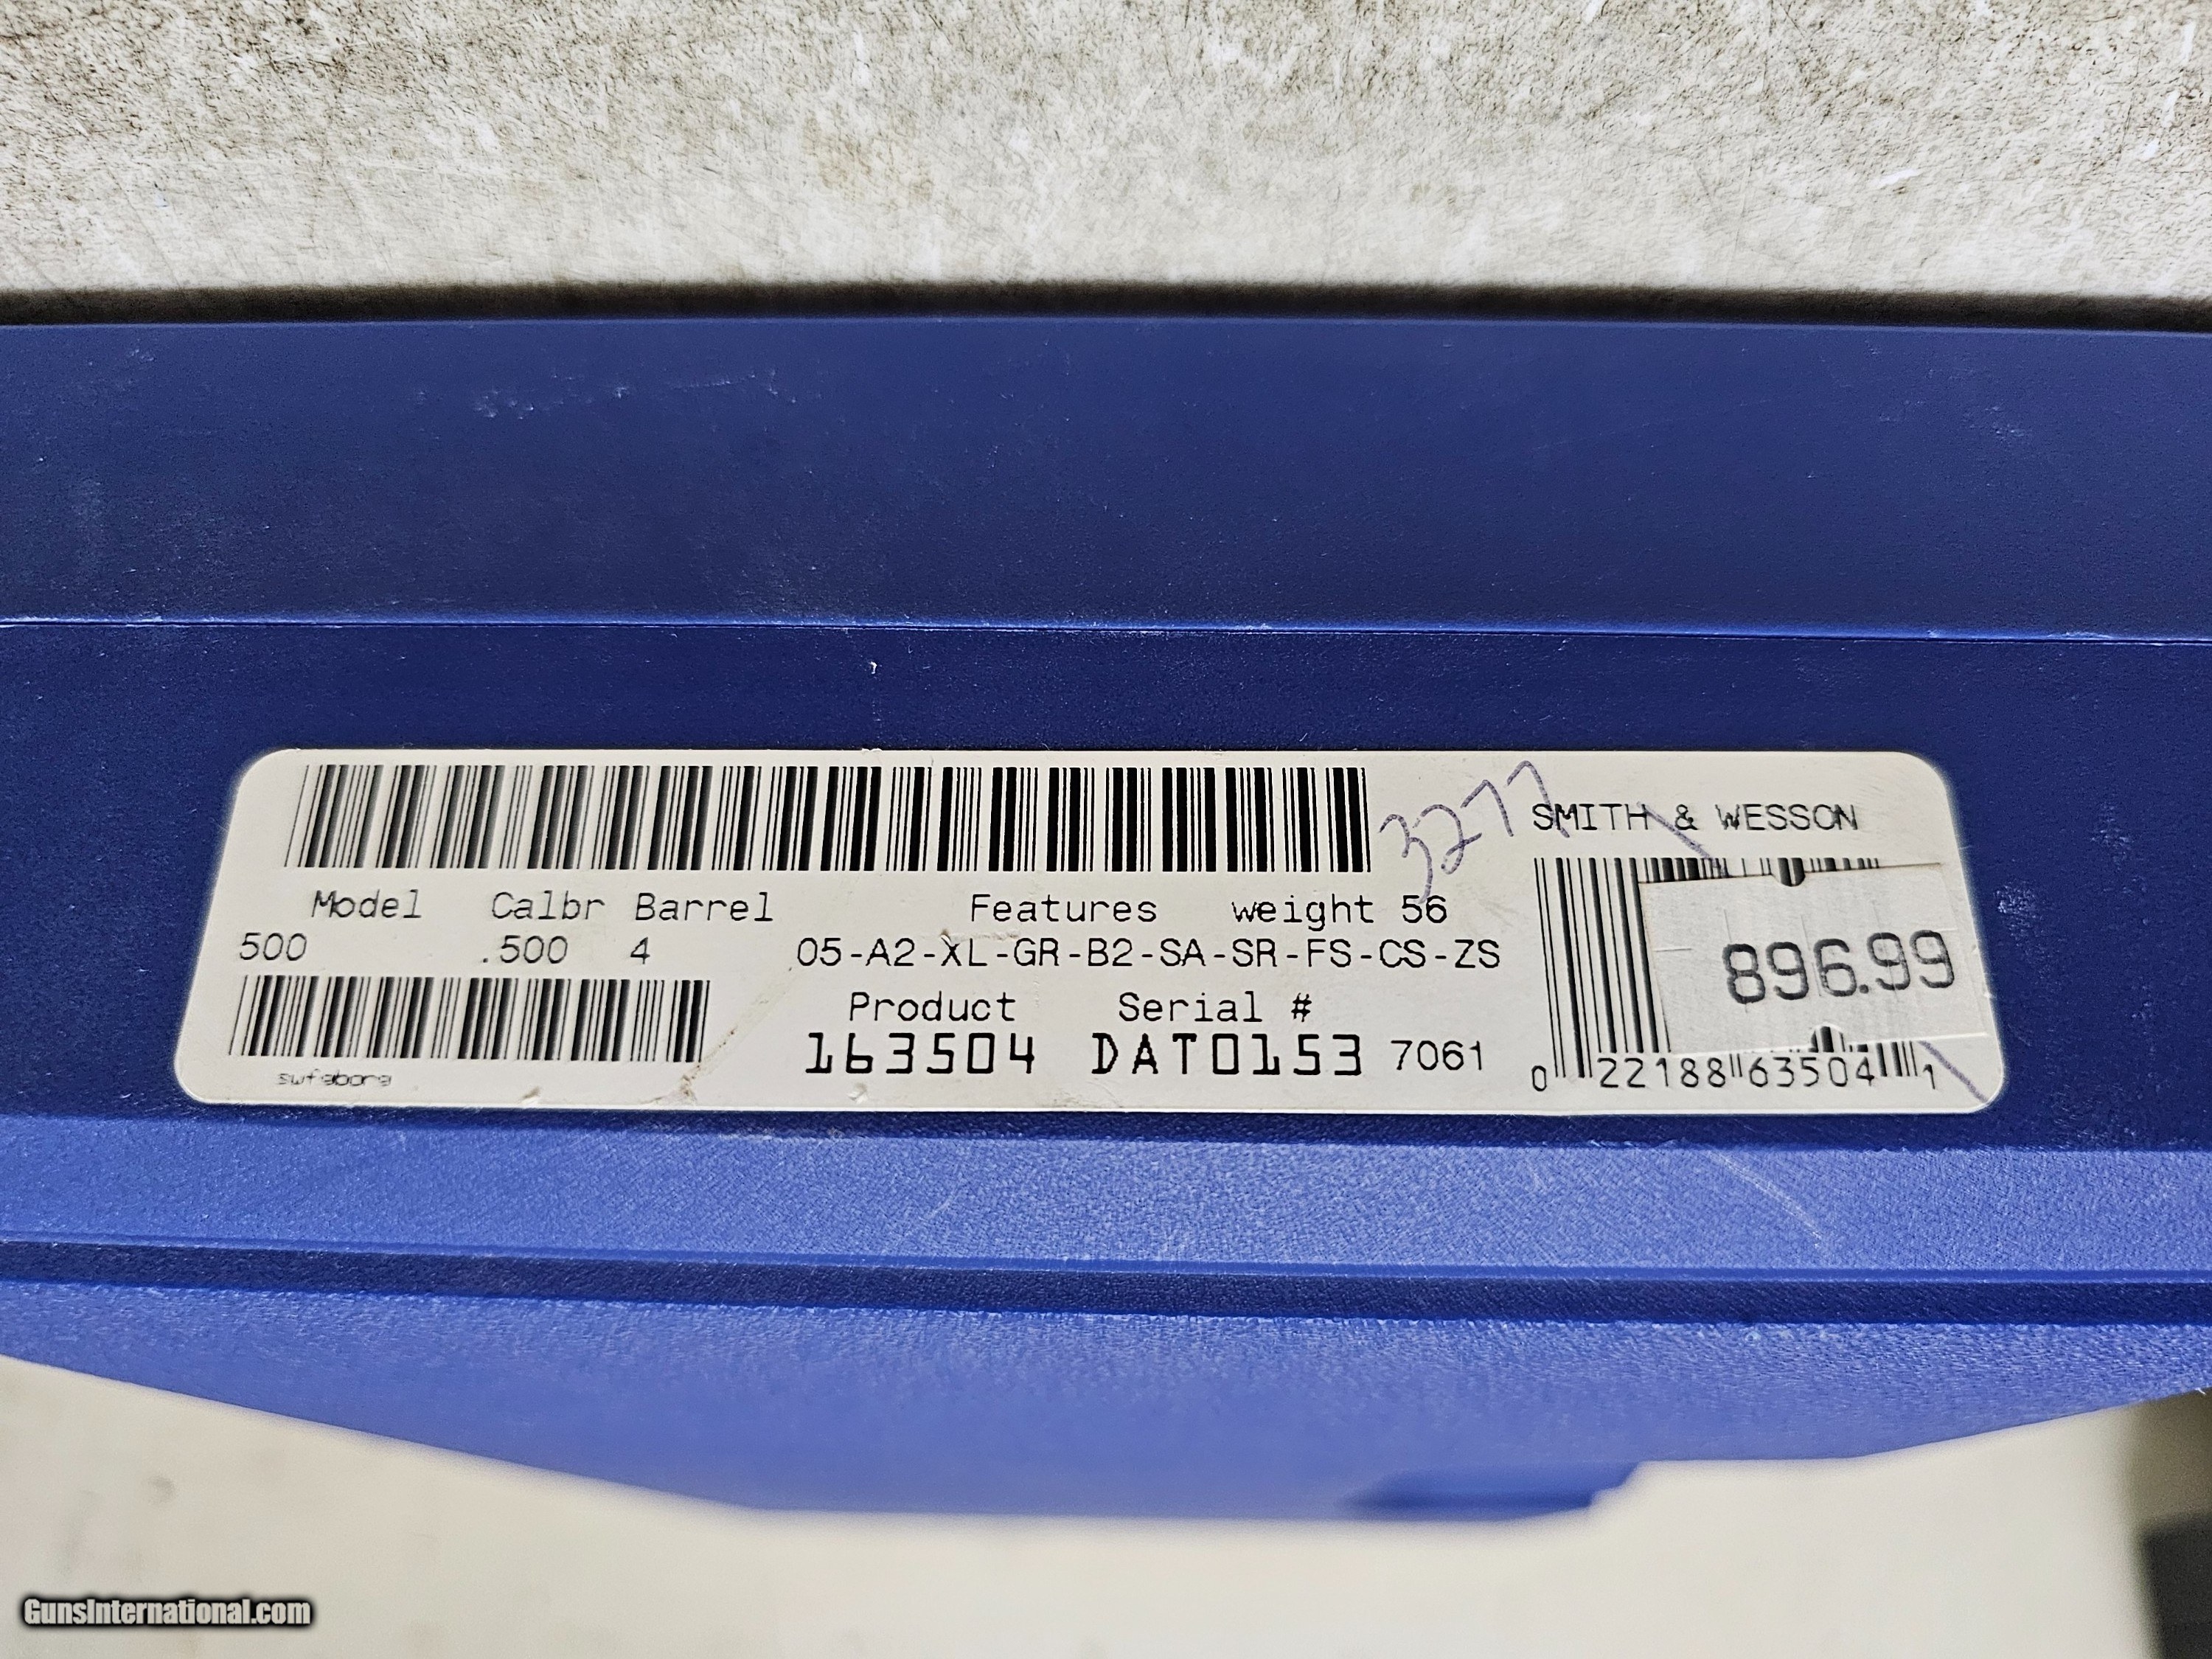 3277
SMITH & WESSON
Model Calbr Barrel Features weight 56
500 .500 4 05-A2-XL-GR-B2-SA-SR-FS-CS-ZS
896.99
Product Serial #
163504 DAT0153 7061
0 22188 63504 1
swfabora
GunsInternational.com